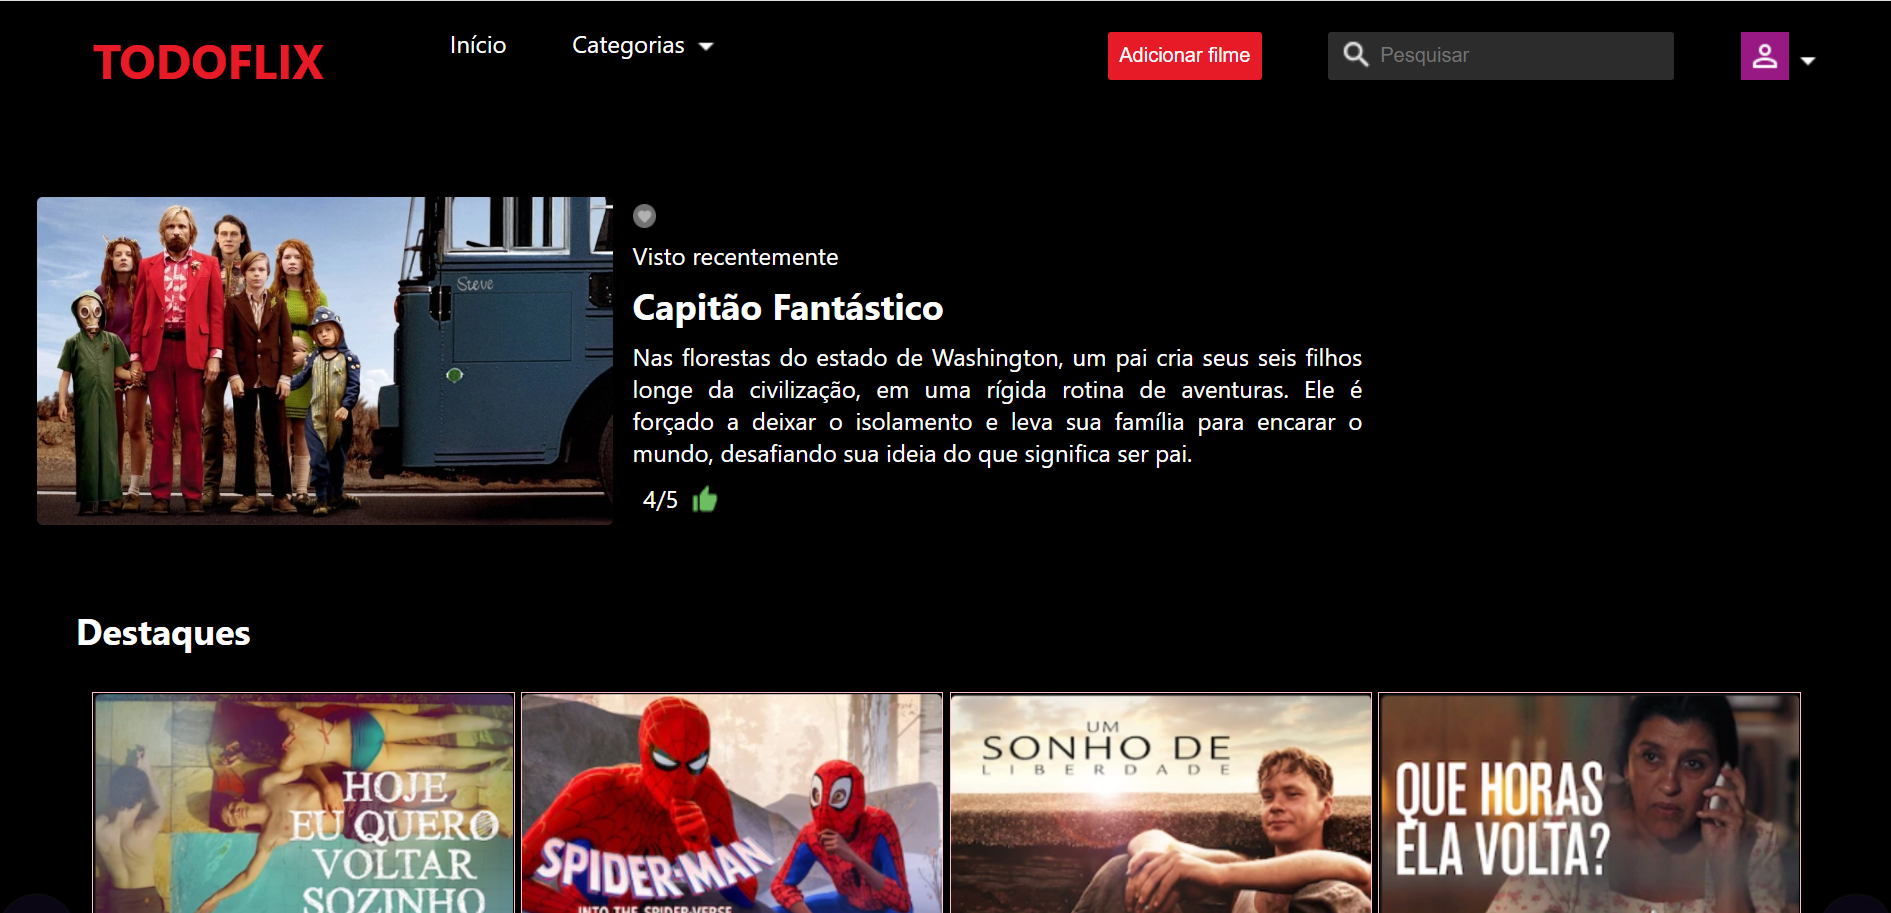 TODOFLIX
Início
Categorias
Adicionar filme
Pesquisar
Steve
Visto recentemente
Capitão Fantástico
Nas florestas do estado de Washington, um pai cria seus seis filhos
longe da civilização, em uma rígida rotina de aventuras. Ele é
forçado a deixar o isolamento e leva sua família para encarar o
mundo, desafiando sua ideia do que significa ser pai.
4/5
Destaques
HOJE
EU QUERO
VOLTAR
SOZINHO
SPIDER-MAN
INTO THE SPIDER-VERSE
UM
SONHO DE
LIBERDADE
QUE HORAS
ELA VOLTA?